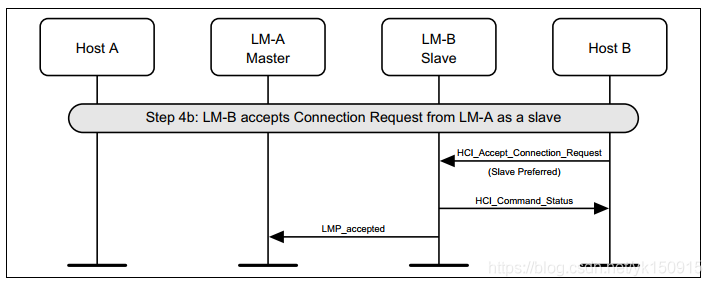 Host A
LM-A
Master
LM-B
Slave
Host B
Step 4b: LM-B accepts Connection Request from LM-A as a slave
HCI_Accept_Connection_Request
(Slave Preferred)
HCI_Command_Status
LMP_accepted
https://blog.csdn.net/yk150915